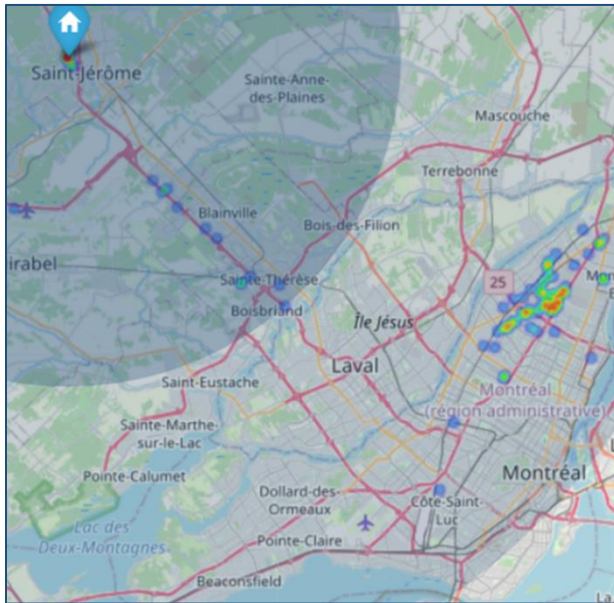 Saint-Jérôme
Sainte-Anne-
des-Plaines
Mascouche
Terrebonne
Blainville
Bois-des-Filion
irabel
Sainte-Thérèse
25
Mon
Boisbriand
Île Jésus
Laval
Saint-Eustache
Montréal
(région administrative)
Sainte-Marthe-
sur-le-Lac
Pointe-Calumet
Montréal
Dollard-des-
Ormeaux
Côte-Saint-
Luc
Lac des
Deux-Montagnes
Pointe-Claire
Beaconsfield
La